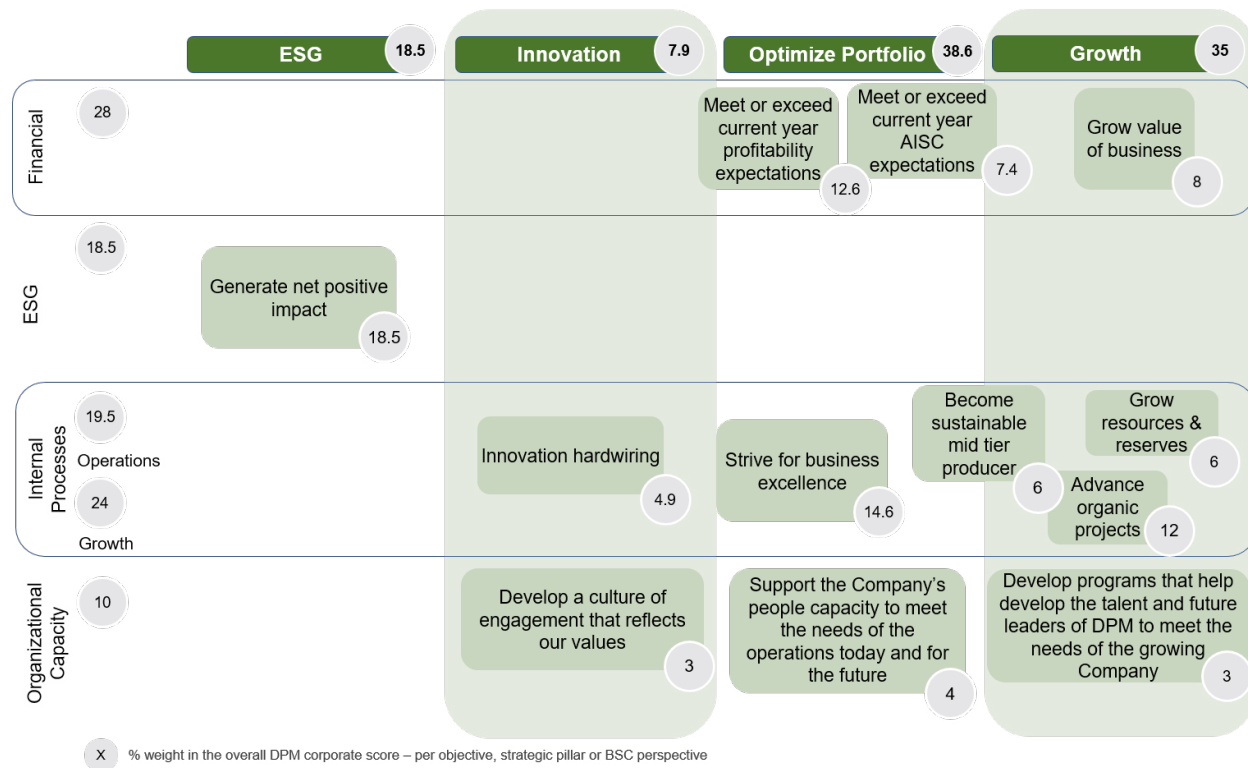 ESG 18.5
Innovation 7.9
Optimize Portfolio 38.6
Growth 35
Financial
28
Meet or exceed
current year
profitability
expectations
12.6
Meet or exceed
current year
AISC
expectations
7.4
Grow value
of business
8
ESG
18.5
Generate net positive
impact
18.5
Internal
Processes
19.5
Operations
24
Growth
Innovation hardwiring
4.9
Strive for business
excellence
14.6
Become
sustainable
mid tier
producer
6
Grow
resources &
reserves
6
Advance
organic
projects
12
Organizational
Capacity
10
Develop a culture of
engagement that reflects
our values
3
Support the Company's
people capacity to meet
the needs of the
operations today and for
the future
4
Develop programs that help
develop the talent and future
leaders of DPM to meet the
needs of the growing
Company
3
X % weight in the overall DPM corporate score – per objective, strategic pillar or BSC perspective